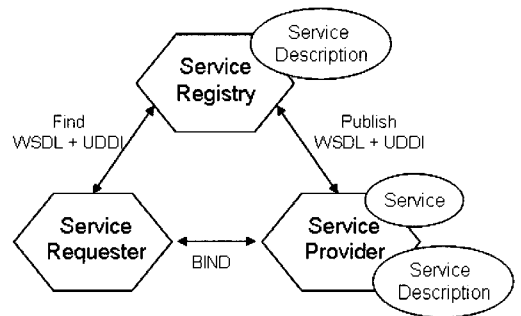 Service
Description
Service
Registry
Find
WSDL + UDDI
Publish
WSDL + UDDI
Service
Service
Requester
BIND
Service
Provider
Service
Description